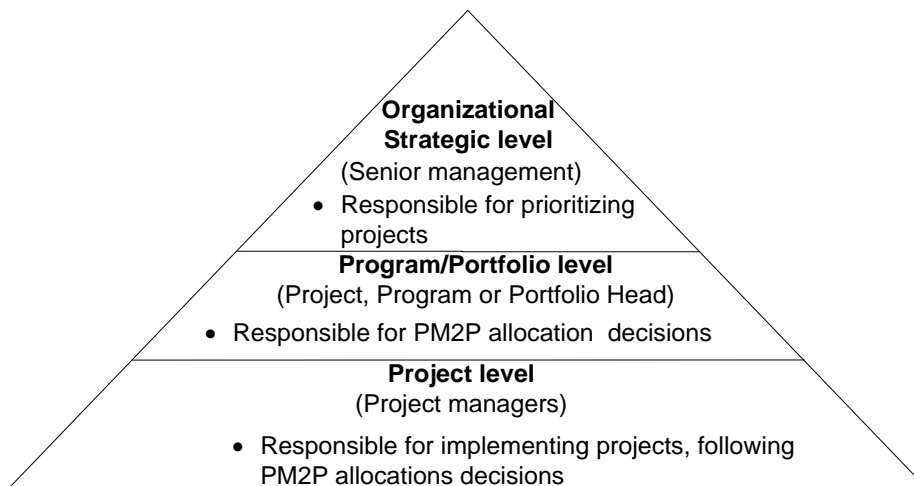 Organizational
Strategic level
(Senior management)
• Responsible for prioritizing
projects
Program/Portfolio level
(Project, Program or Portfolio Head)
• Responsible for PM2P allocation decisions
Project level
(Project managers)
• Responsible for implementing projects, following
PM2P allocations decisions